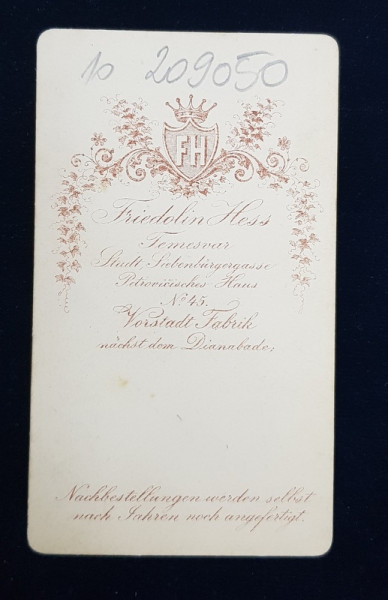 10 209050
FH
Friedolin Hess
Temesvar
Stadt, Siebenbürgergasse
Petrovićisches Haus
No 45.
Vorstadt Fabrik
nächst dem Dianabade,
Nachbestellungen werden selbst
nach Jahren noch angefertigt.